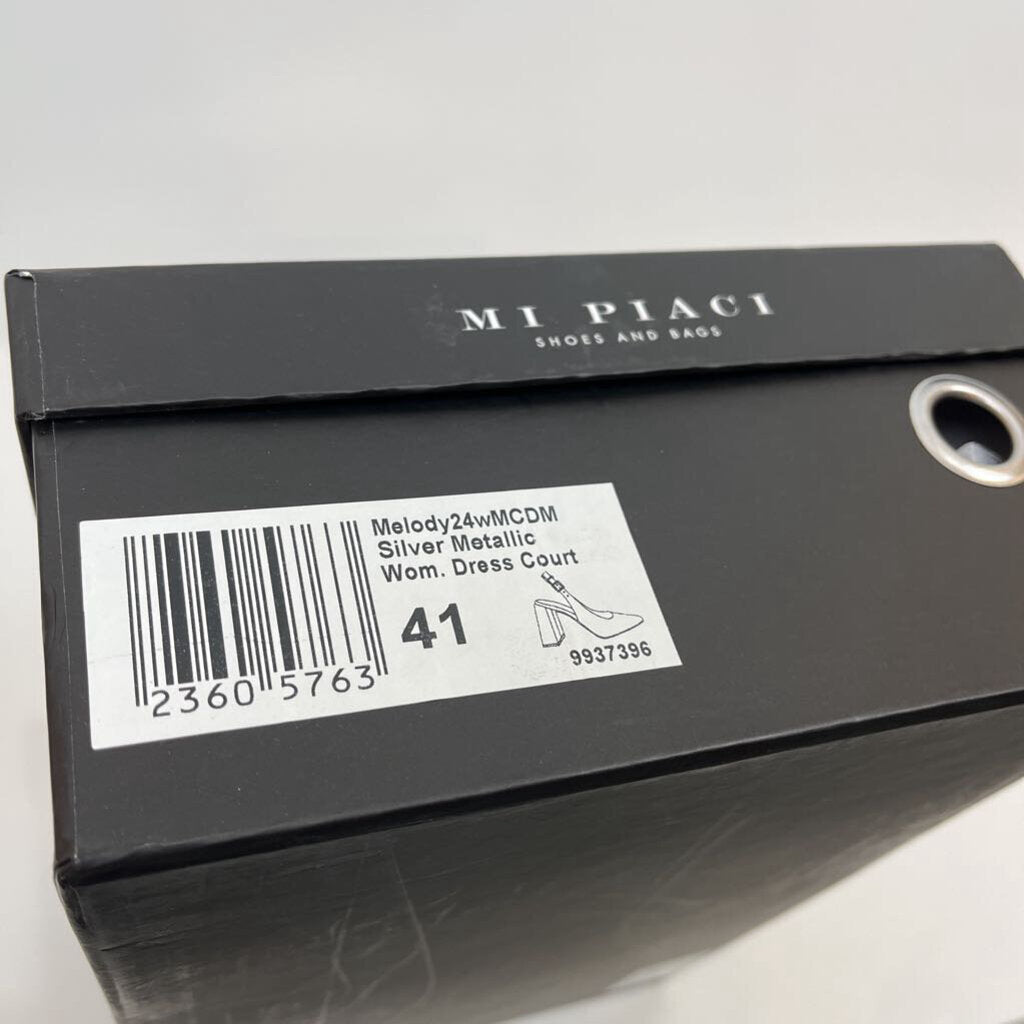 MI PIACI
SHOES AND BAGS
Melody24wMCDM
Silver Metallic
Wom. Dress Court
41
9937396
2360 5763